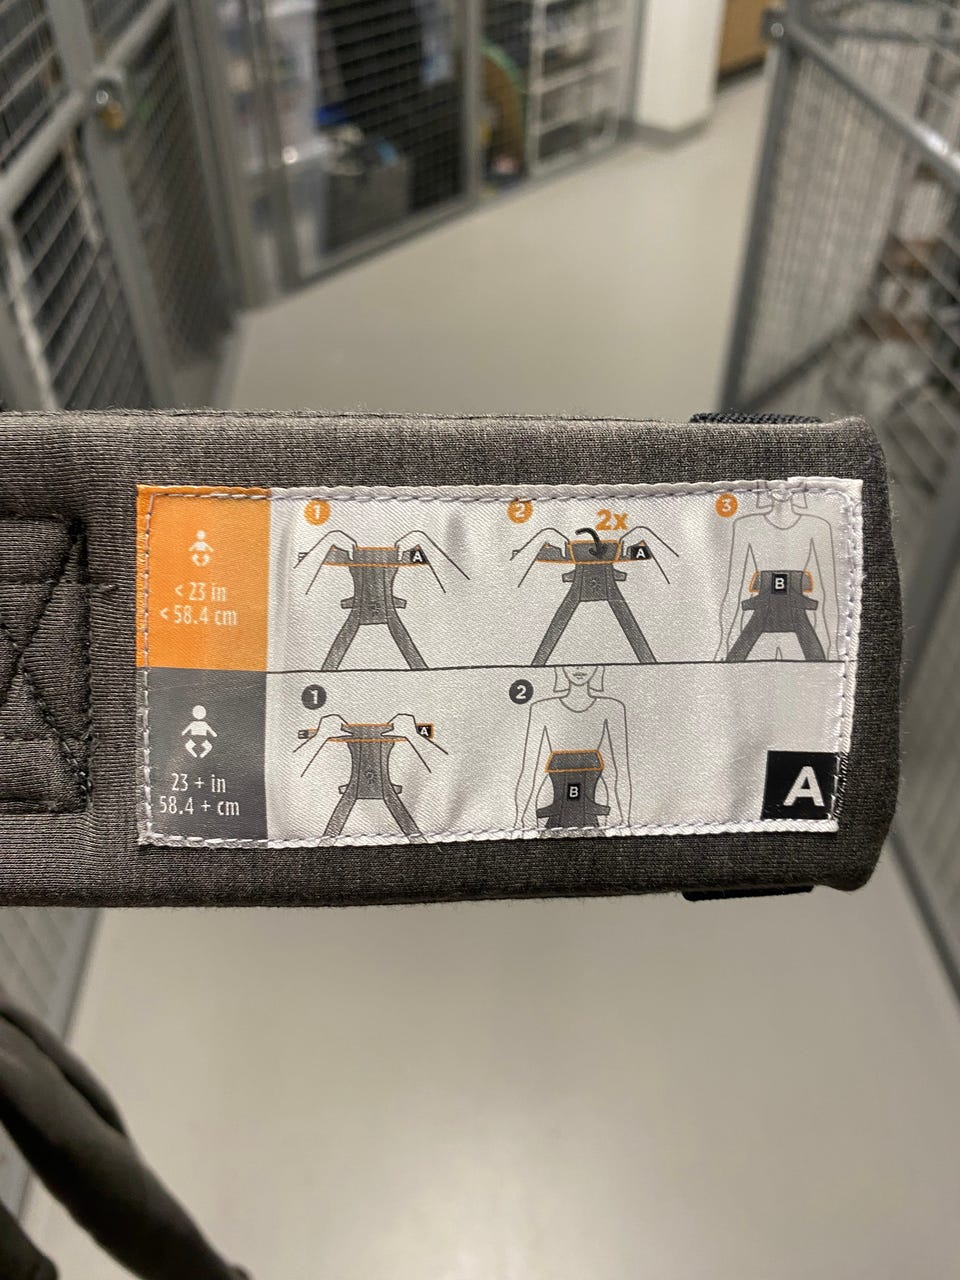 < 23 in
< 58.4 cm
1
A
2
2x
A
3
B
23 + in
58.4 + cm
1
A
2
B
A